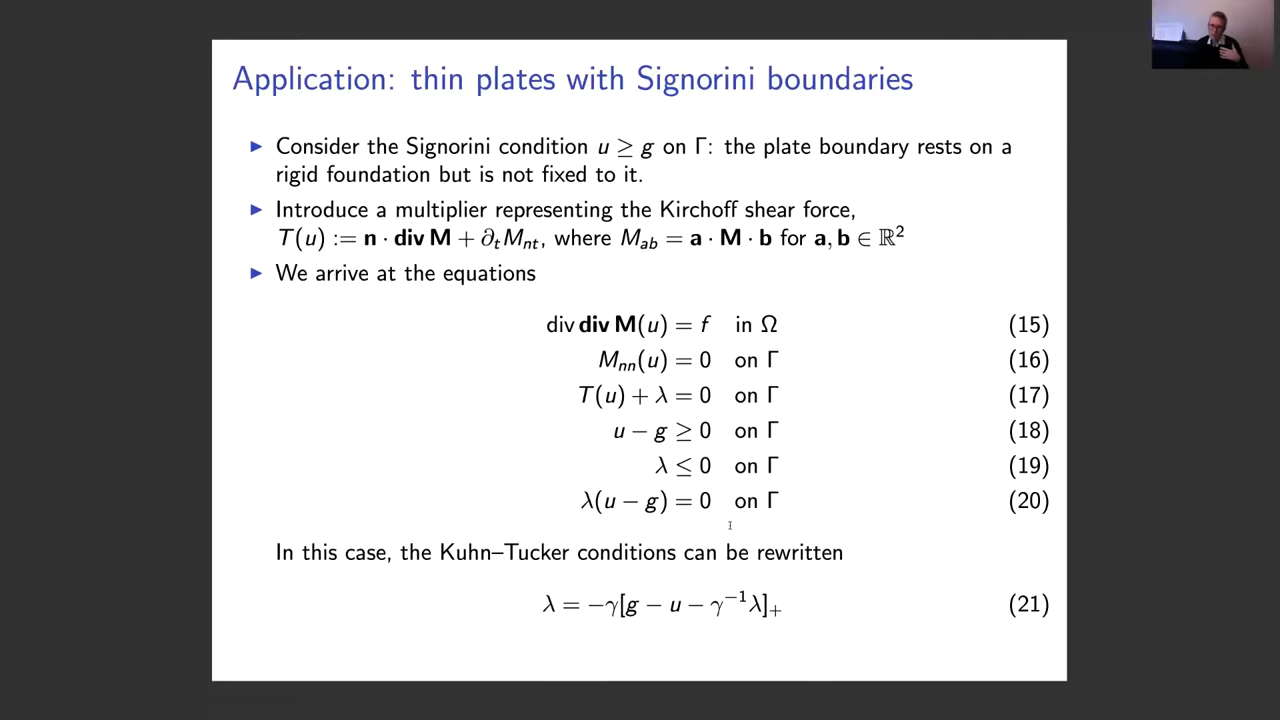 Application: thin plates with Signorini boundaries
▶ Consider the Signorini condition u ≥ g on Γ: the plate boundary rests on a
rigid foundation but is not fixed to it.
▶ Introduce a multiplier representing the Kirchoff shear force,
T(u) := n · div M + ∂ₜMₙₜ, where M_{ab} = a · M · b for a, b ∈ ℝ²
▶ We arrive at the equations
div div M(u) = f in Ω (15)
Mₙₙ(u) = 0 on Γ (16)
T(u) + λ = 0 on Γ (17)
u − g ≥ 0 on Γ (18)
λ ≤ 0 on Γ (19)
λ(u − g) = 0 on Γ (20)
In this case, the Kuhn–Tucker conditions can be rewritten
λ = −γ[g − u − γ⁻¹λ]₊ (21)